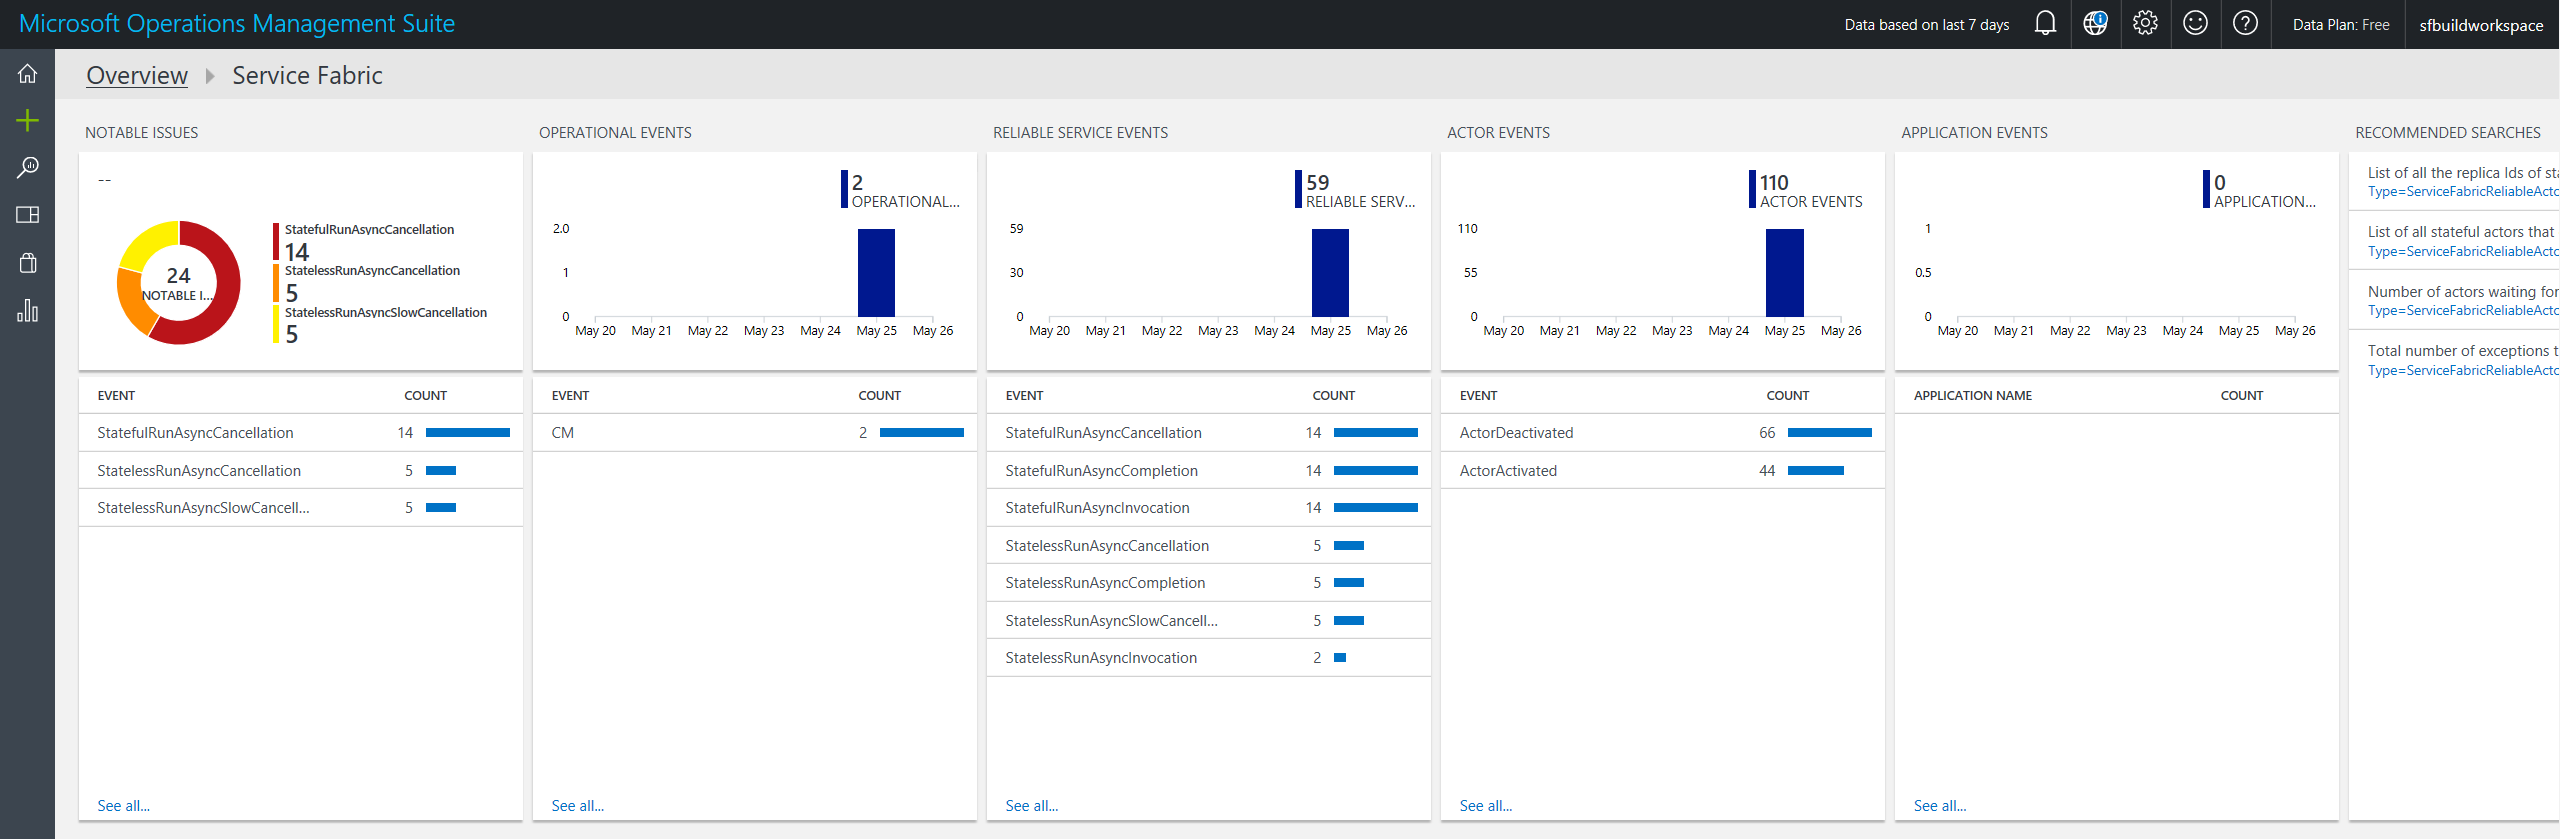 Microsoft Operations Management Suite
Data based on last 7 days
Data Plan: Free
sfbuildworkspace
Overview
Service Fabric
NOTABLE ISSUES
--
24
NOTABLE I...
StatefulRunAsyncCancellation
14
StatelessRunAsyncCancellation
5
StatelessRunAsyncSlowCancellation
5
EVENT COUNT
StatefulRunAsyncCancellation 14
StatelessRunAsyncCancellation 5
StatelessRunAsyncSlowCancell... 5
See all...
OPERATIONAL EVENTS
2
OPERATIONAL...
2.0
1
0
May 20 May 21 May 22 May 23 May 24 May 25 May 26
EVENT COUNT
CM 2
See all...
RELIABLE SERVICE EVENTS
59
RELIABLE SERV...
59
30
0
May 20 May 21 May 22 May 23 May 24 May 25 May 26
EVENT COUNT
StatefulRunAsyncCancellation 14
StatefulRunAsyncCompletion 14
StatefulRunAsyncInvocation 14
StatelessRunAsyncCancellation 5
StatelessRunAsyncCompletion 5
StatelessRunAsyncSlowCancell... 5
StatelessRunAsyncInvocation 2
See all...
ACTOR EVENTS
110
ACTOR EVENTS
110
55
0
May 20 May 21 May 22 May 23 May 24 May 25 May 26
EVENT COUNT
ActorDeactivated 66
ActorActivated 44
See all...
APPLICATION EVENTS
0
APPLICATION...
1
0.5
0
May 20 May 21 May 22 May 23 May 24 May 25 May 26
APPLICATION NAME COUNT
See all...
RECOMMENDED SEARCHES
List of all the replica Ids of sta
Type=ServiceFabricReliableActo
List of all stateful actors that
Type=ServiceFabricReliableActo
Number of actors waiting for
Type=ServiceFabricReliableActo
Total number of exceptions t
Type=ServiceFabricReliableActo